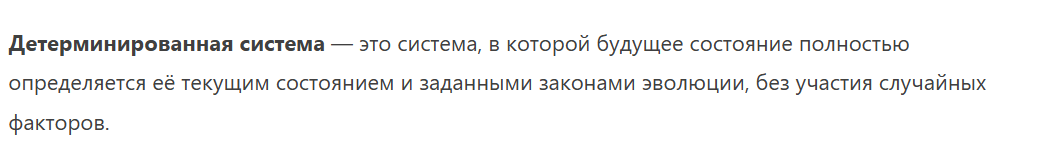 Детерминированная система — это система, в которой будущее состояние полностью
определяется её текущим состоянием и заданными законами эволюции, без участия случайных
факторов.